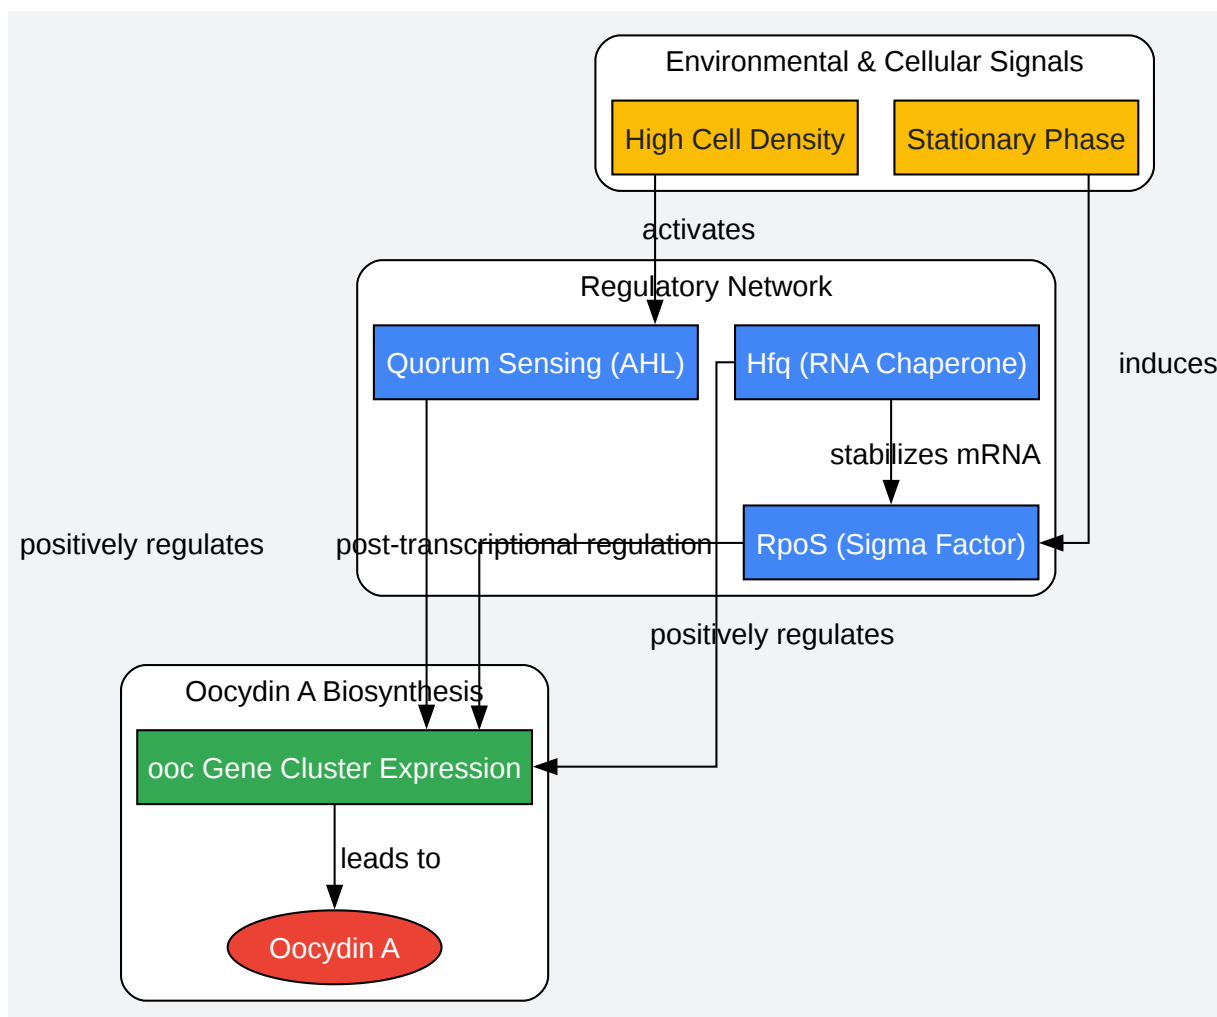 Environmental & Cellular Signals
High Cell Density
Stationary Phase
activates
Regulatory Network
Quorum Sensing (AHL)
Hfq (RNA Chaperone)
induces
stabilizes mRNA
positively regulates
post-transcriptional regulation
RpoS (Sigma Factor)
positively regulates
Oocydin A Biosynthesis
ooc Gene Cluster Expression
leads to
Oocydin A